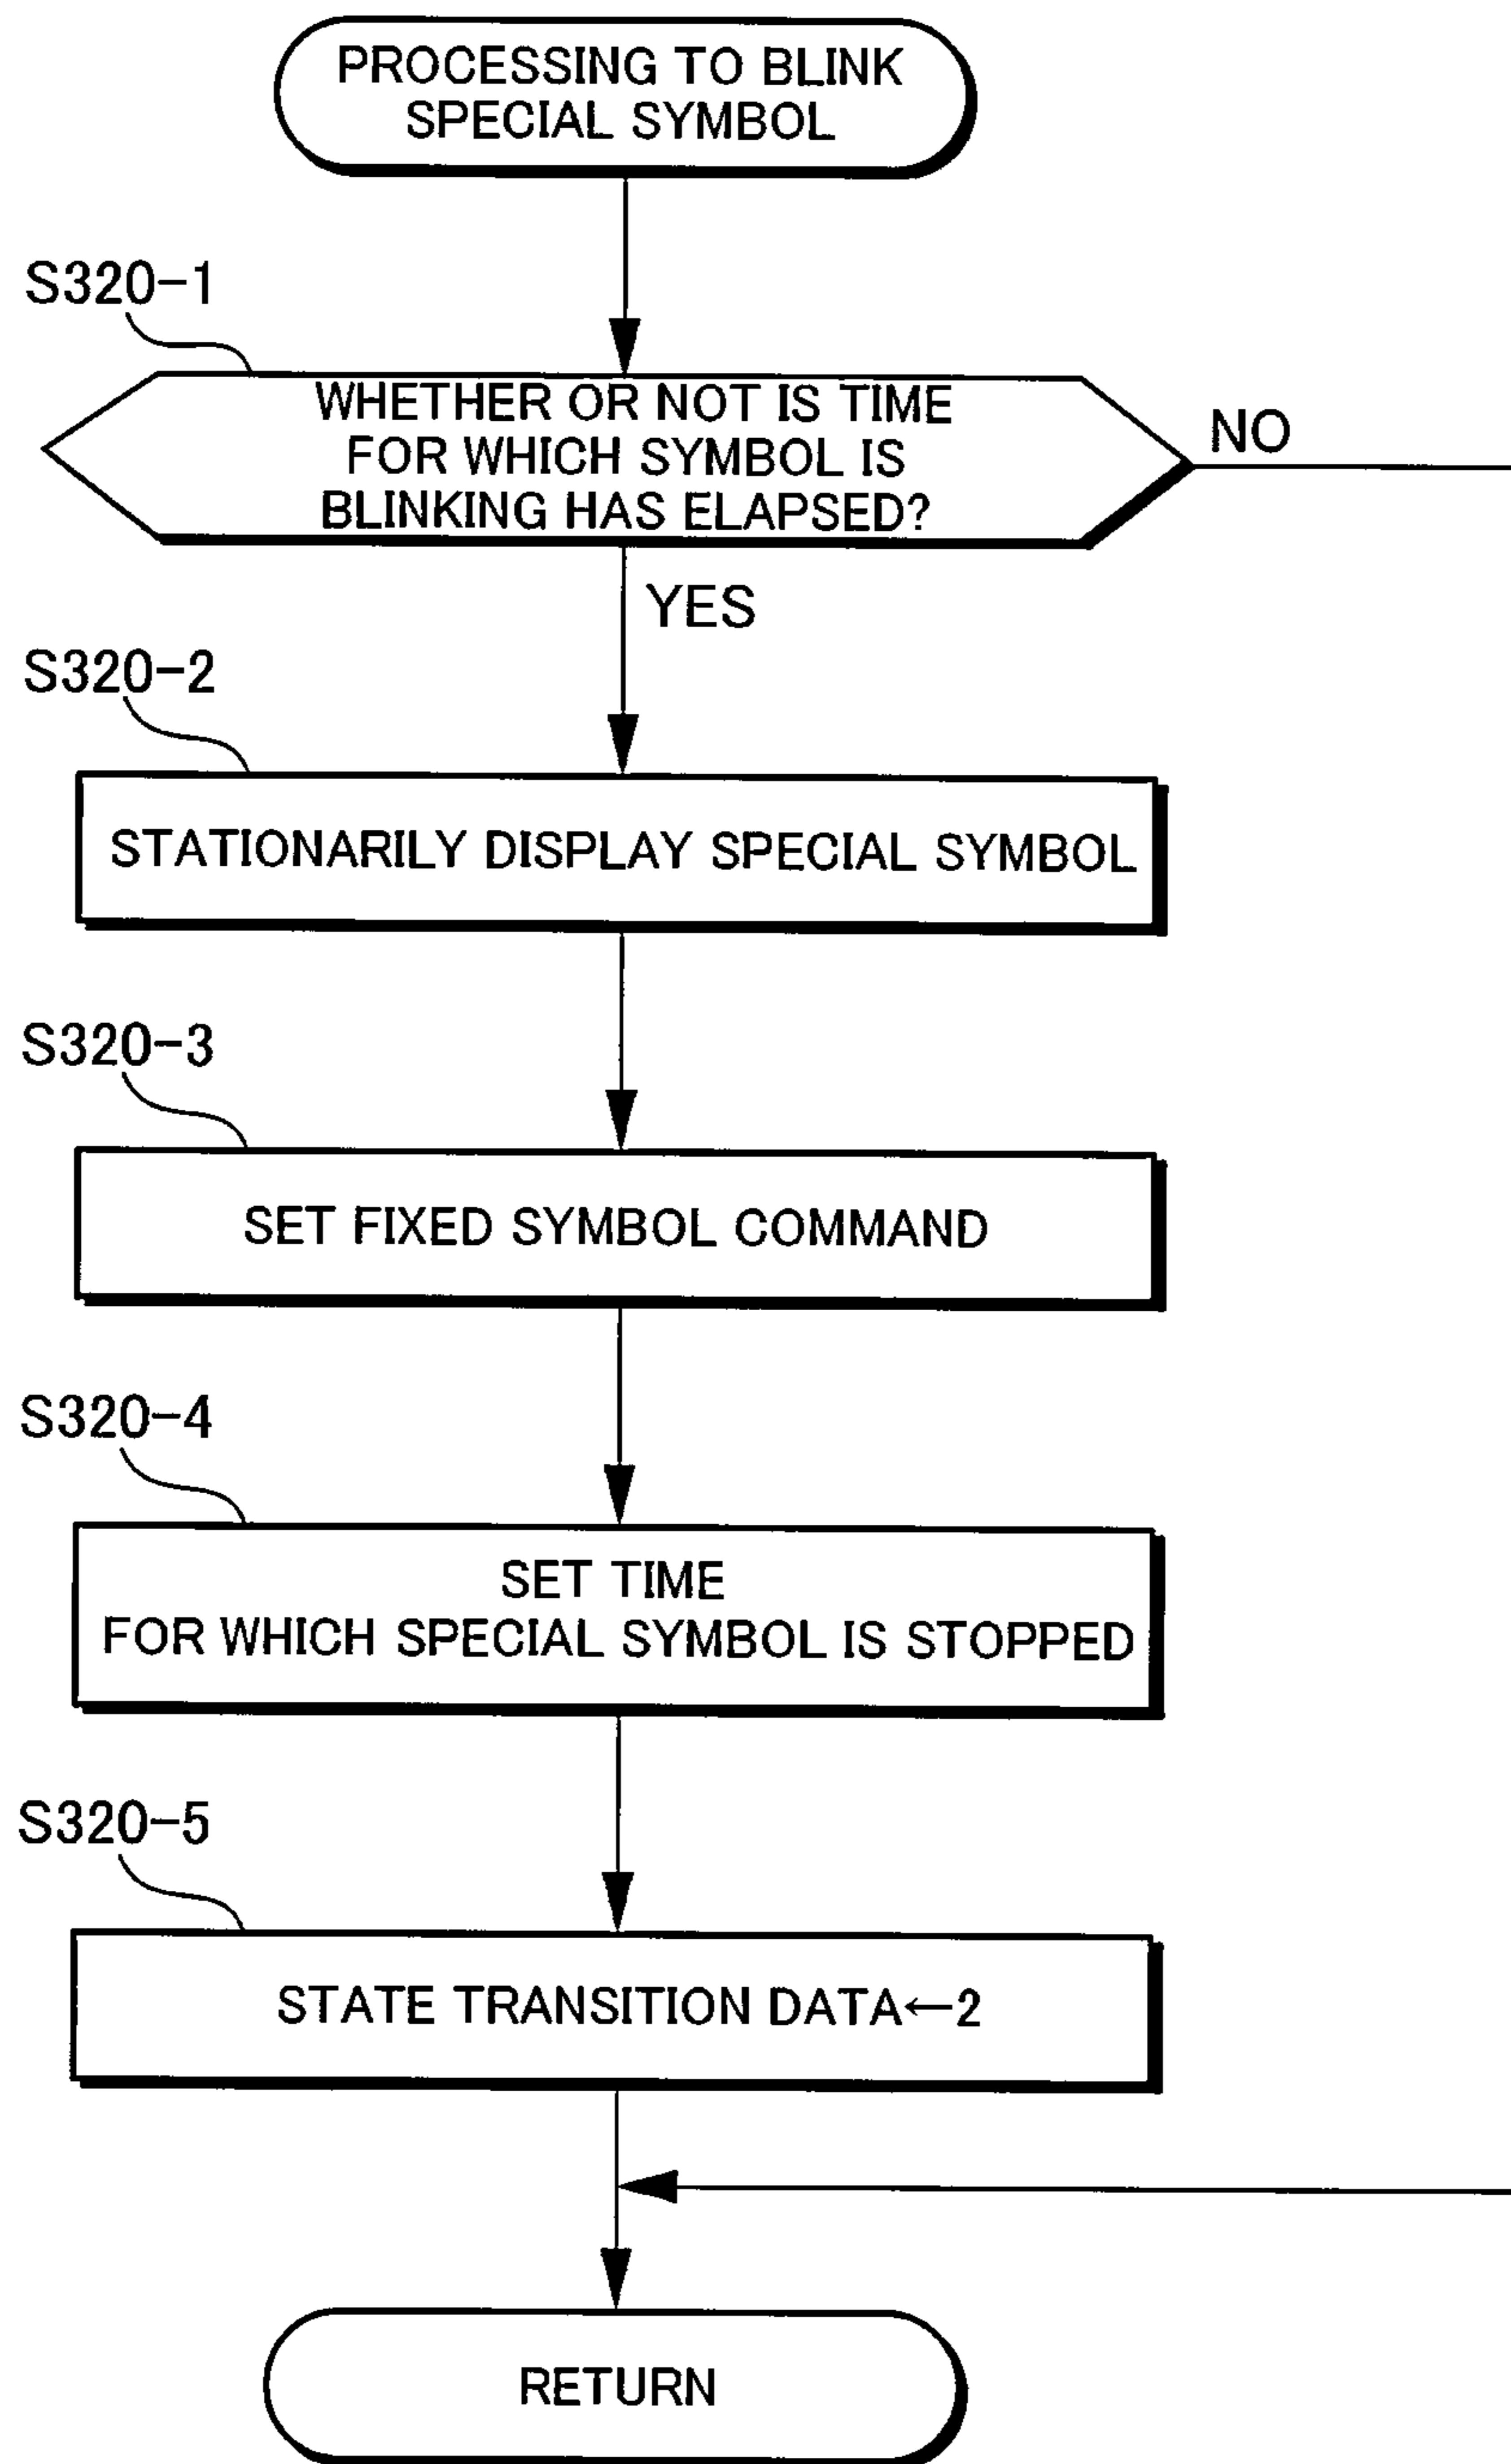 PROCESSING TO BLINK
SPECIAL SYMBOL
S320-1
WHETHER OR NOT IS TIME
FOR WHICH SYMBOL IS
BLINKING HAS ELAPSED?
NO
YES
S320-2
STATIONARILY DISPLAY SPECIAL SYMBOL
S320-3
SET FIXED SYMBOL COMMAND
S320-4
SET TIME
FOR WHICH SPECIAL SYMBOL IS STOPPED
S320-5
STATE TRANSITION DATA←2
RETURN